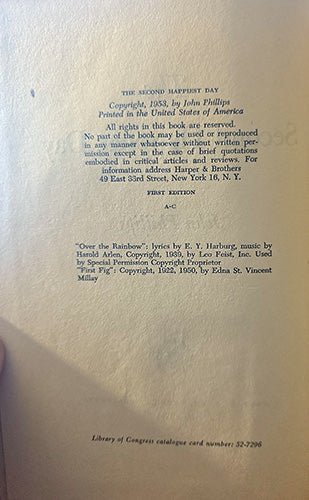 THE SECOND HAPPIEST DAY
Copyright, 1953, by John Phillips
Printed in the United States of America
All rights in this book are reserved.
No part of the book may be used or reproduced
in any manner whatsoever without written per-
mission except in the case of brief quotations
embodied in critical articles and reviews. For
information address Harper & Brothers
49 East 33rd Street, New York 16, N. Y.
FIRST EDITION
A-C
"Over the Rainbow": lyrics by E. Y. Harburg, music by
Harold Arlen, Copyright, 1939, by Leo Feist, Inc. Used
by Special Permission Copyright Proprietor
"First Fig": Copyright, 1922, 1950, by Edna St. Vincent
Millay
Library of Congress catalogue card number: 52-7296